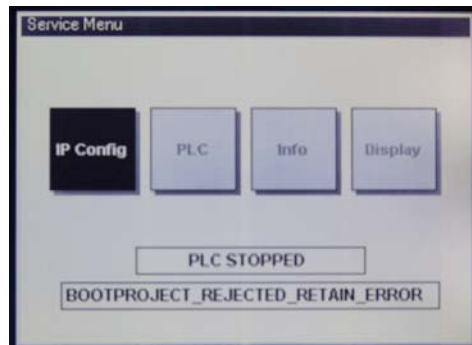 Service Menu
IP Config
PLC
Info
Display
PLC STOPPED
BOOTPROJECT_REJECTED_RETAIN_ERROR